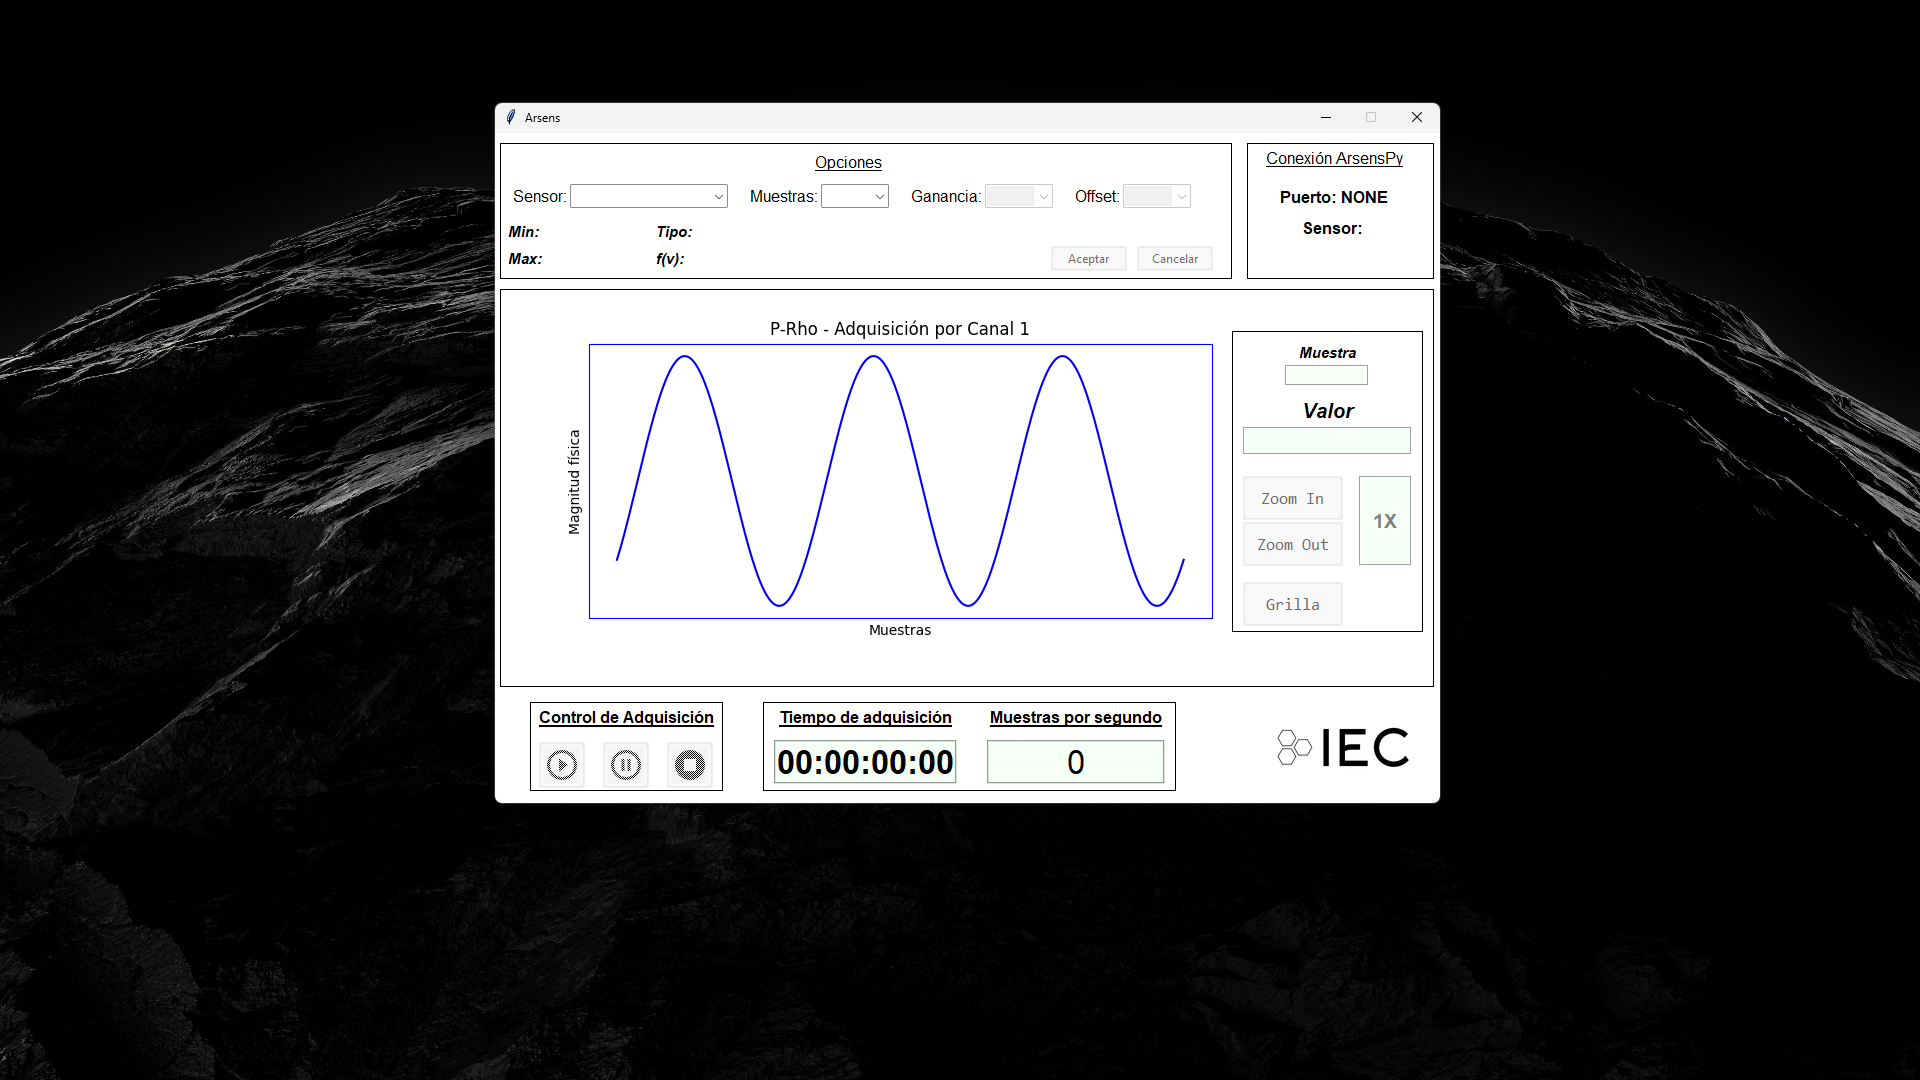 Arsens
Opciones
Sensor:
Muestras:
Ganancia:
Offset:
Min:
Tipo:
Max:
f(v):
Aceptar
Cancelar
Conexión ArsensPy
Puerto: NONE
Sensor:
P-Rho - Adquisición por Canal 1
Magnitud física
Muestras
Muestra
Valor
Zoom In
1X
Zoom Out
Grilla
Control de Adquisición
Tiempo de adquisición
00:00:00:00
Muestras por segundo
0
IEC